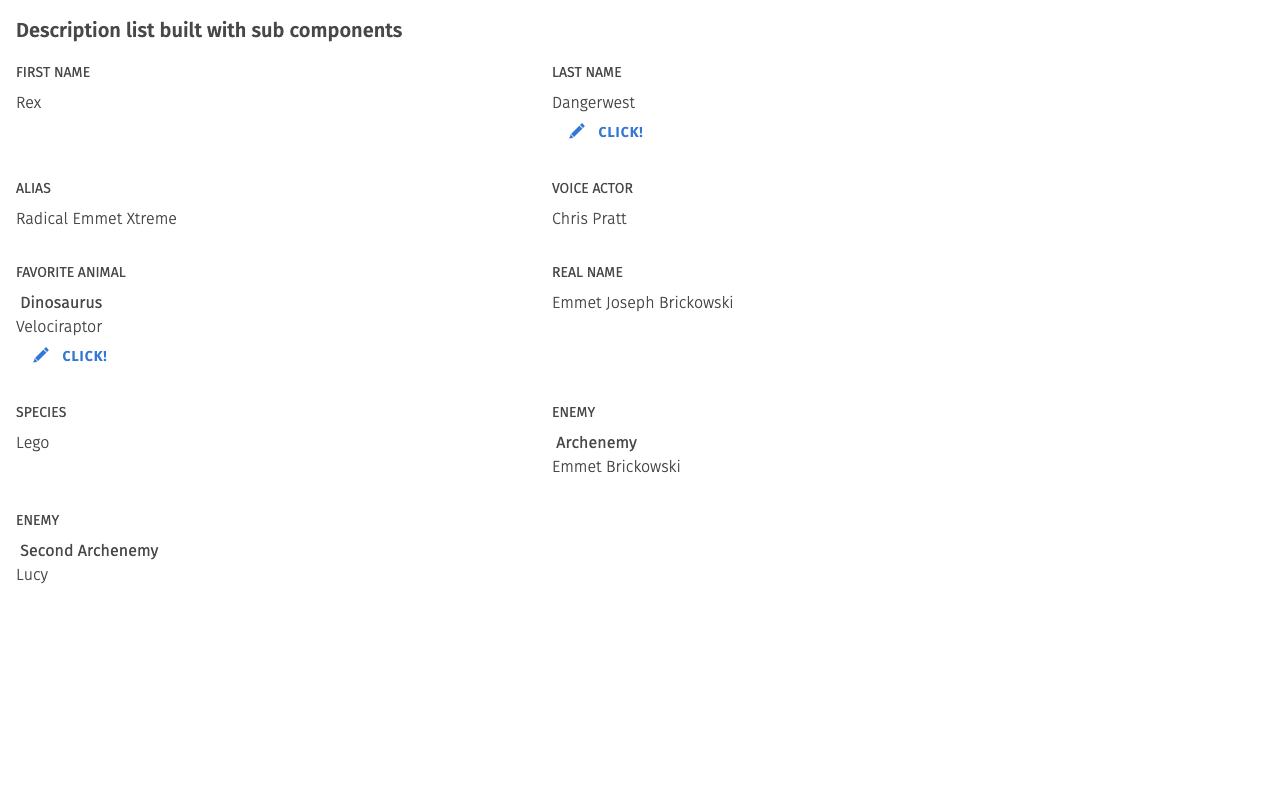 Description list built with sub components
FIRST NAME
Rex
LAST NAME
Dangerwest
CLICK!
ALIAS
Radical Emmet Xtreme
VOICE ACTOR
Chris Pratt
FAVORITE ANIMAL
Dinosaurus
Velociraptor
CLICK!
REAL NAME
Emmet Joseph Brickowski
SPECIES
Lego
ENEMY
Archenemy
Emmet Brickowski
ENEMY
Second Archenemy
Lucy